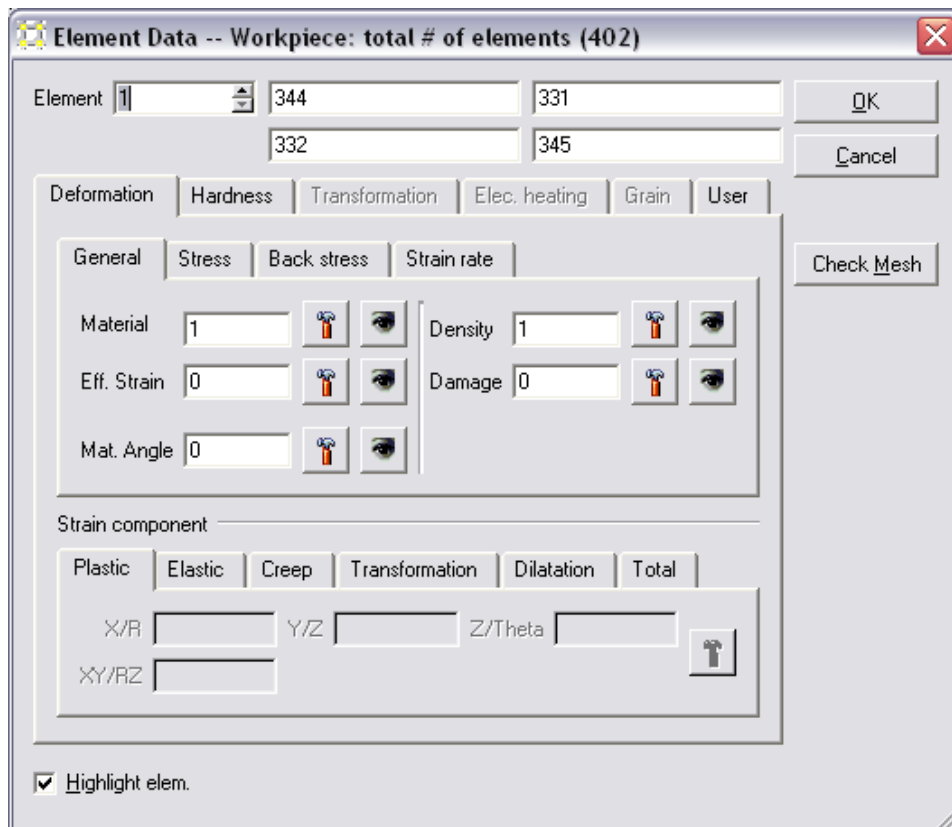 Element Data -- Workpiece: total # of elements (402)
Element 1 344 331 OK
332 345 Cancel
Deformation Hardness Transformation Elec. heating Grain User
General Stress Back stress Strain rate Check Mesh
Material 1 Density 1
Eff. Strain 0 Damage 0
Mat. Angle 0
Strain component
Plastic Elastic Creep Transformation Dilatation Total
X/R Y/Z Z/Theta
XY/RZ
Highlight elem.